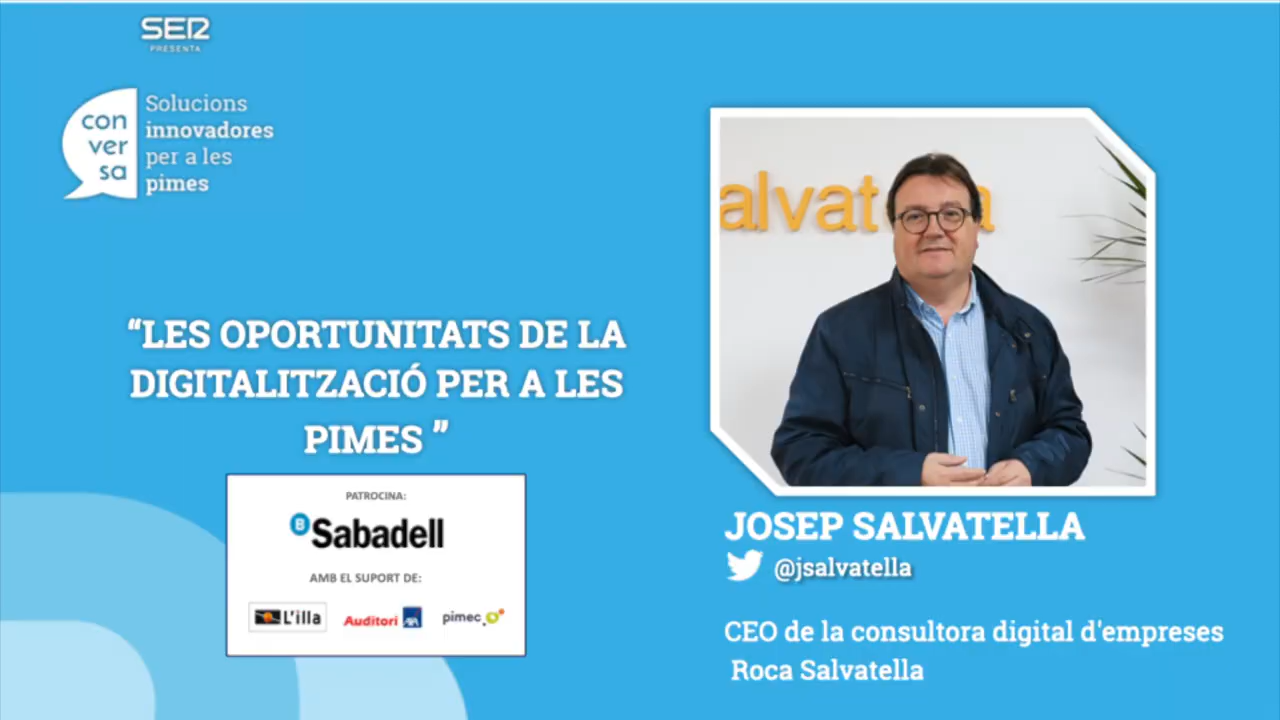 SER
PRESENTA
con
ver
sa
Solucions
innovadores
per a les
pimes
“LES OPORTUNITATS DE LA
DIGITALITZACIÓ PER A LES
PIMES ”
PATROCINA:
B Sabadell
AMB EL SUPORT DE:
L'illa
Auditori AXA
pimec
alvat a
JOSEP SALVATELLA
@jsalvatella
CEO de la consultora digital d'empreses
Roca Salvatella